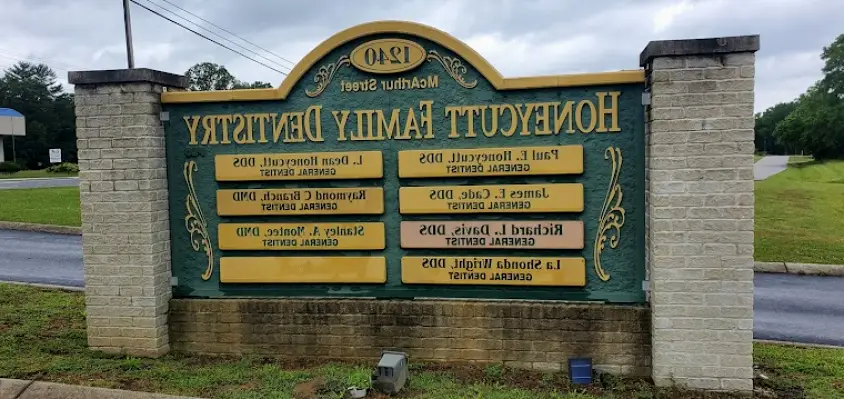 1240
McArthur Street
HONEYCUTT FAMILY DENTISTRY
Paul E. Honeycutt, DDS
GENERAL DENTIST
L. Dean Honeycutt, DDS
GENERAL DENTIST
James E. Cade, DDS
GENERAL DENTIST
Raymond C Branch, DMD
GENERAL DENTIST
Richard L. Davis, DDS
GENERAL DENTIST
Stanley A. Montee, DMD
GENERAL DENTIST
La Shonda Wright, DDS
GENERAL DENTIST